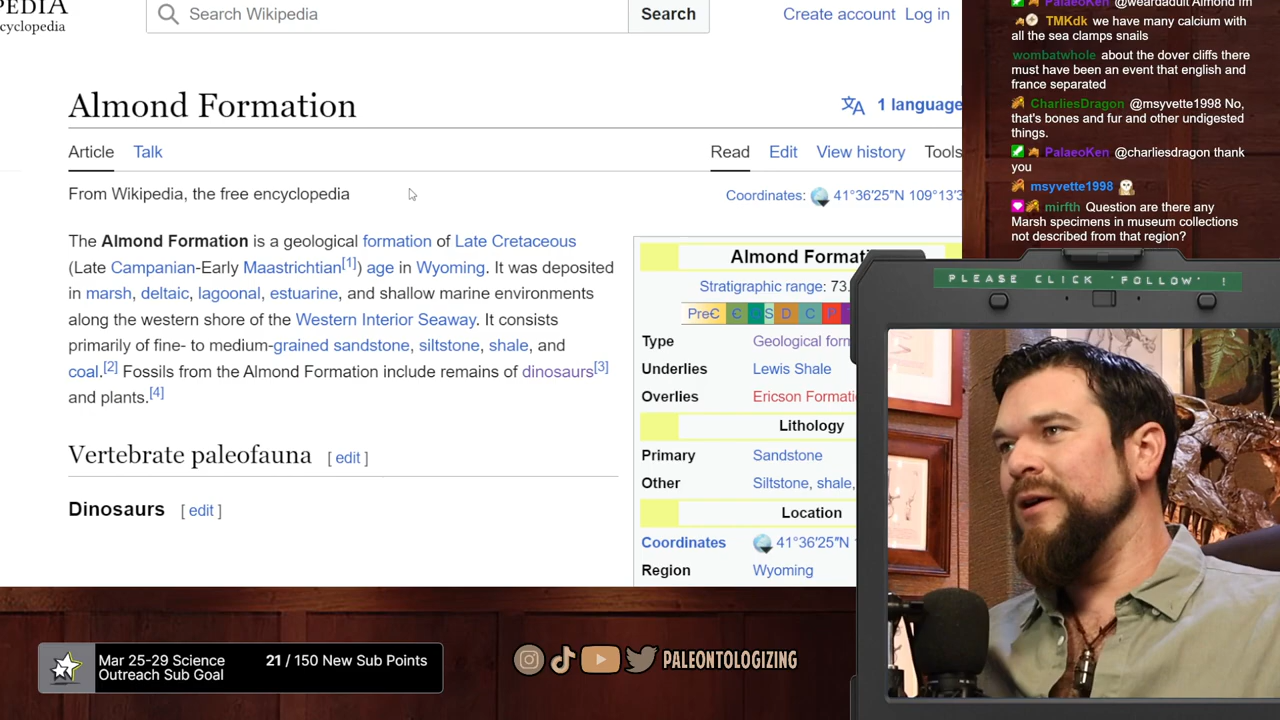 PEDIA
cyclopedia
Search Wikipedia
Search
Create account
Log in
Almond Formation
1 language
Article
Talk
Read
Edit
View history
Tools
From Wikipedia, the free encyclopedia
Coordinates:
41°36′25″N 109°13′3
The Almond Formation is a geological formation of Late Cretaceous
(Late Campanian-Early Maastrichtian[1]) age in Wyoming. It was deposited
in marsh, deltaic, lagoonal, estuarine, and shallow marine environments
along the western shore of the Western Interior Seaway. It consists
primarily of fine- to medium-grained sandstone, siltstone, shale, and
coal.[2] Fossils from the Almond Formation include remains of dinosaurs[3]
and plants.[4]
Vertebrate paleofauna [ edit ]
Dinosaurs [ edit ]
Almond Formati
Stratigraphic range: 73.
PreꞒ Ꞓ O S D C P
Type
Geological form
Underlies
Lewis Shale
Overlies
Ericson Formati
Lithology
Primary
Sandstone
Other
Siltstone, shale,
Location
Coordinates
41°36′25″N
Region
Wyoming
PalaeoKen @weardadult Almond Im
TMKdk we have many calcium with
all the sea clamps snails
wombatwhole about the dover cliffs there
must have been an event that english and
france separated
CharliesDragon @msyvette1998 No,
that's bones and fur and other undigested
things.
PalaeoKen @charliesdragon thank
you
msyvette1998
mirfth Question are there any
Marsh specimens in museum collections
not described from that region?
PLEASE CLICK 'FOLLOW' !
Mar 25-29 Science
Outreach Sub Goal
21 / 150 New Sub Points
PALEONTOLOGIZING